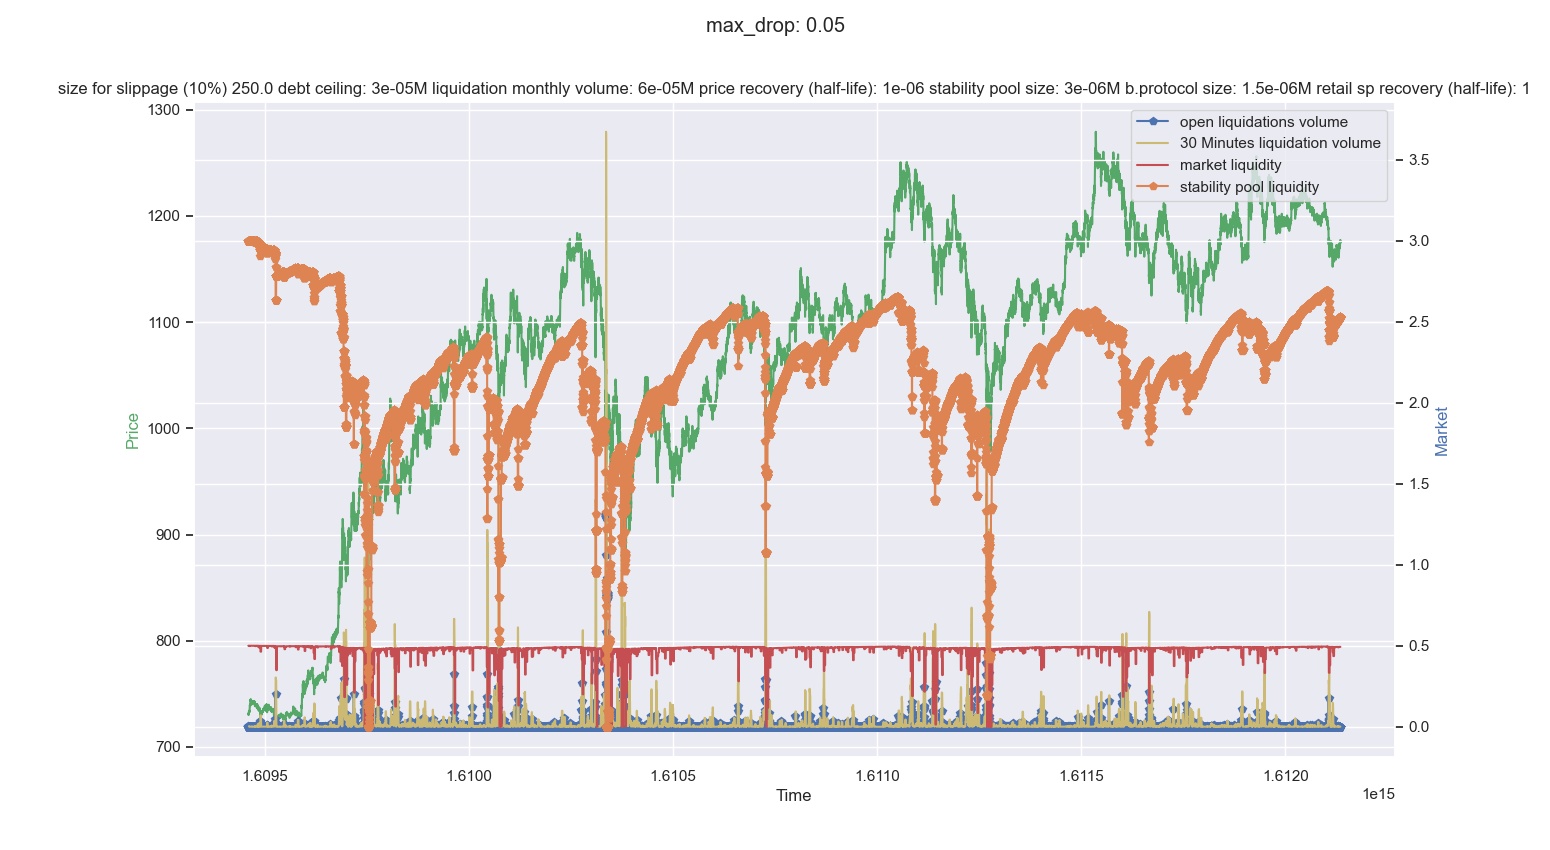 max_drop: 0.05
size for slippage (10%) 250.0 debt ceiling: 3e-05M liquidation monthly volume: 6e-05M price recovery (half-life): 1e-06 stability pool size: 3e-06M b.protocol size: 1.5e-06M retail sp recovery (half-life): 1
open liquidations volume
30 Minutes liquidation volume
market liquidity
stability pool liquidity
1300
1200
1100
1000
900
800
700
Price
3.5
3.0
2.5
2.0
1.5
1.0
0.5
0.0
Market
1.6095 1.6100 1.6105 1.6110 1.6115 1.6120
Time
1e15